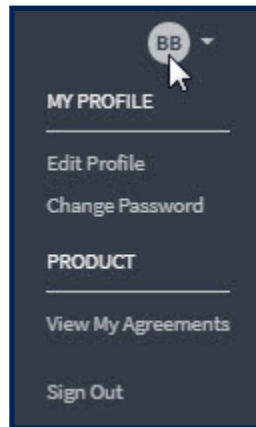 BB
MY PROFILE
Edit Profile
Change Password
PRODUCT
View My Agreements
Sign Out